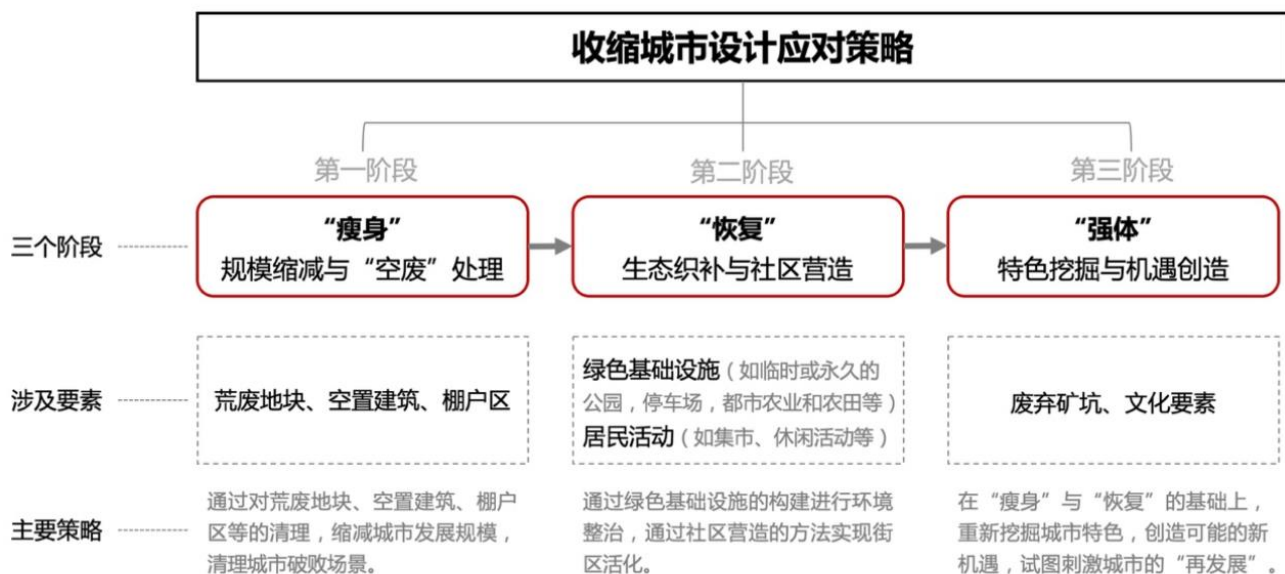 收缩城市设计应对策略
第一阶段
第二阶段
第三阶段
三个阶段
“瘦身”
规模缩减与“空废”处理
“恢复”
生态织补与社区营造
“强体”
特色挖掘与机遇创造
涉及要素
荒废地块、空置建筑、棚户区
绿色基础设施（如临时或永久的
公园，停车场，都市农业和农田等）
居民活动（如集市、休闲活动等）
废弃矿坑、文化要素
主要策略
通过对荒废地块、空置建筑、棚户
区等的清理，缩减城市发展规模，
清理城市破败场景。
通过绿色基础设施的构建进行环境
整治，通过社区营造的方法实现街
区活化。
在“瘦身”与“恢复”的基础上，
重新挖掘城市特色，创造可能的新
机遇，试图刺激城市的“再发展”。